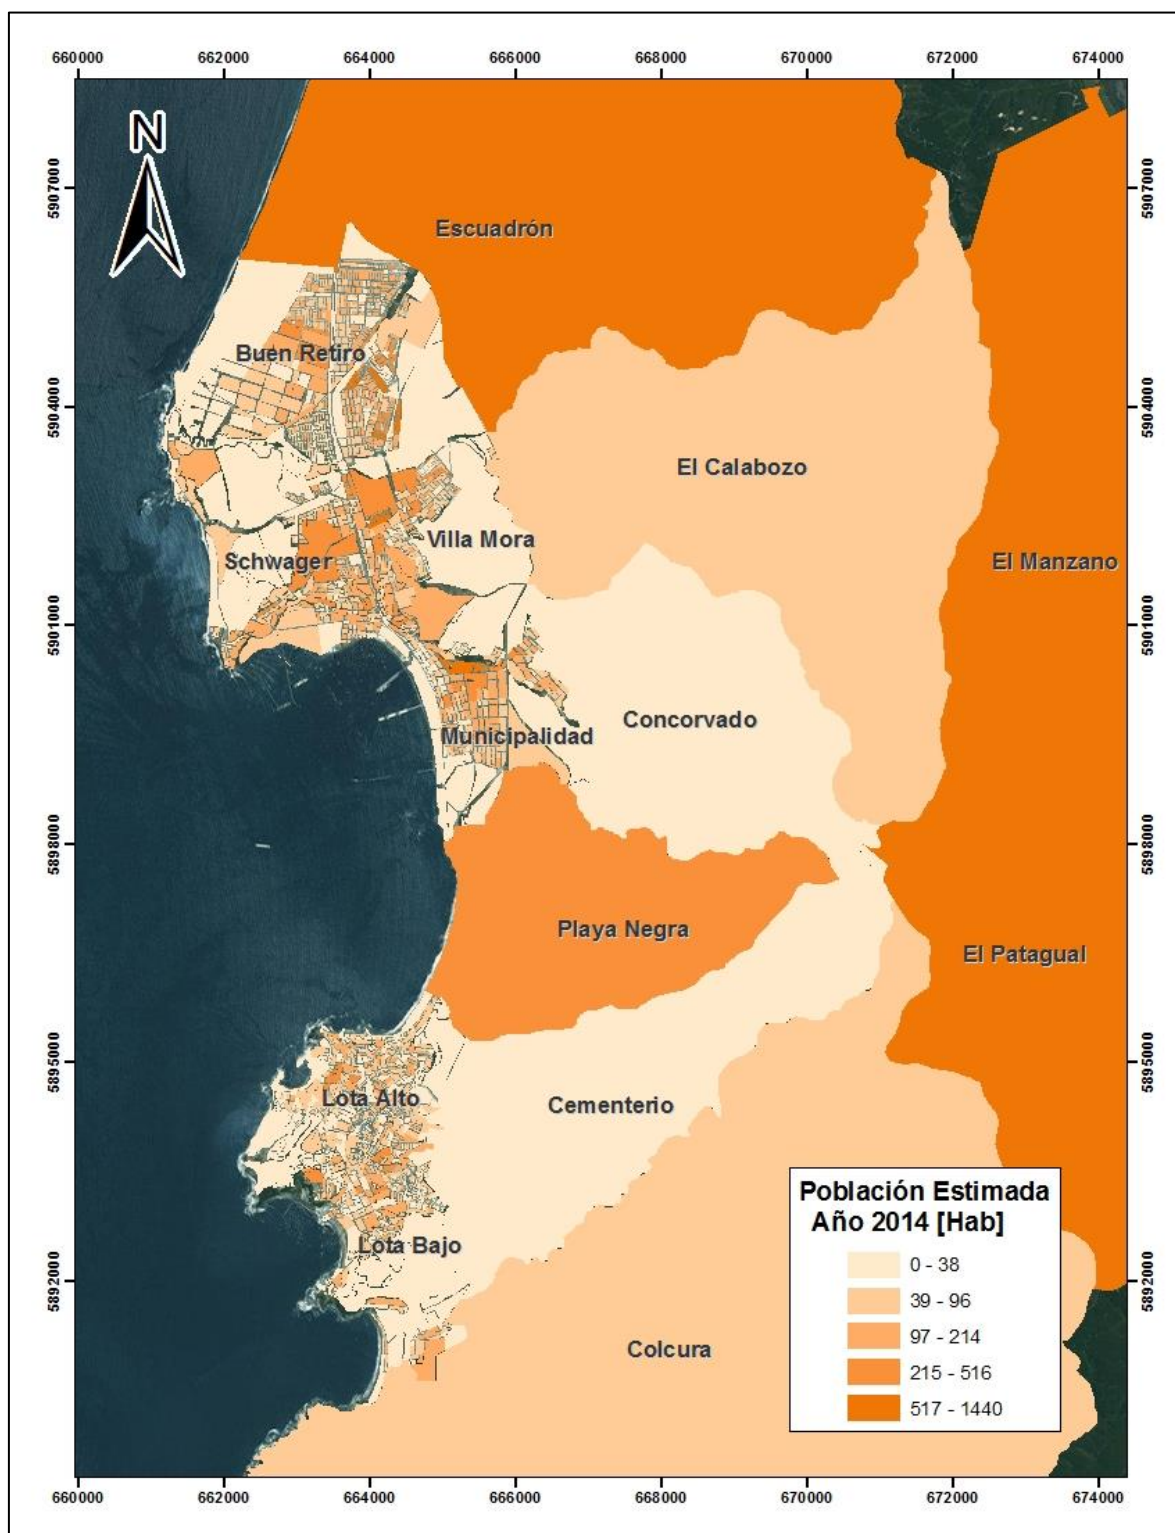 660000 662000 664000 666000 668000 670000 672000 674000
N
5907000 5907000
Escuadrón
Buen Retiro
5904000 5904000
El Calabozo
Villa Mora
Schwager
El Manzano
5901000 5901000
Concorvado
Municipalidad
5898000 5898000
Playa Negra
El Patagual
5895000 5895000
Lota Alto
Cementerio
Población Estimada
Año 2014 [Hab]
Lota Bajo
0 - 38
5892000 5892000
39 - 96
97 - 214
Colcura
215 - 516
517 - 1440
660000 662000 664000 666000 668000 670000 672000 674000